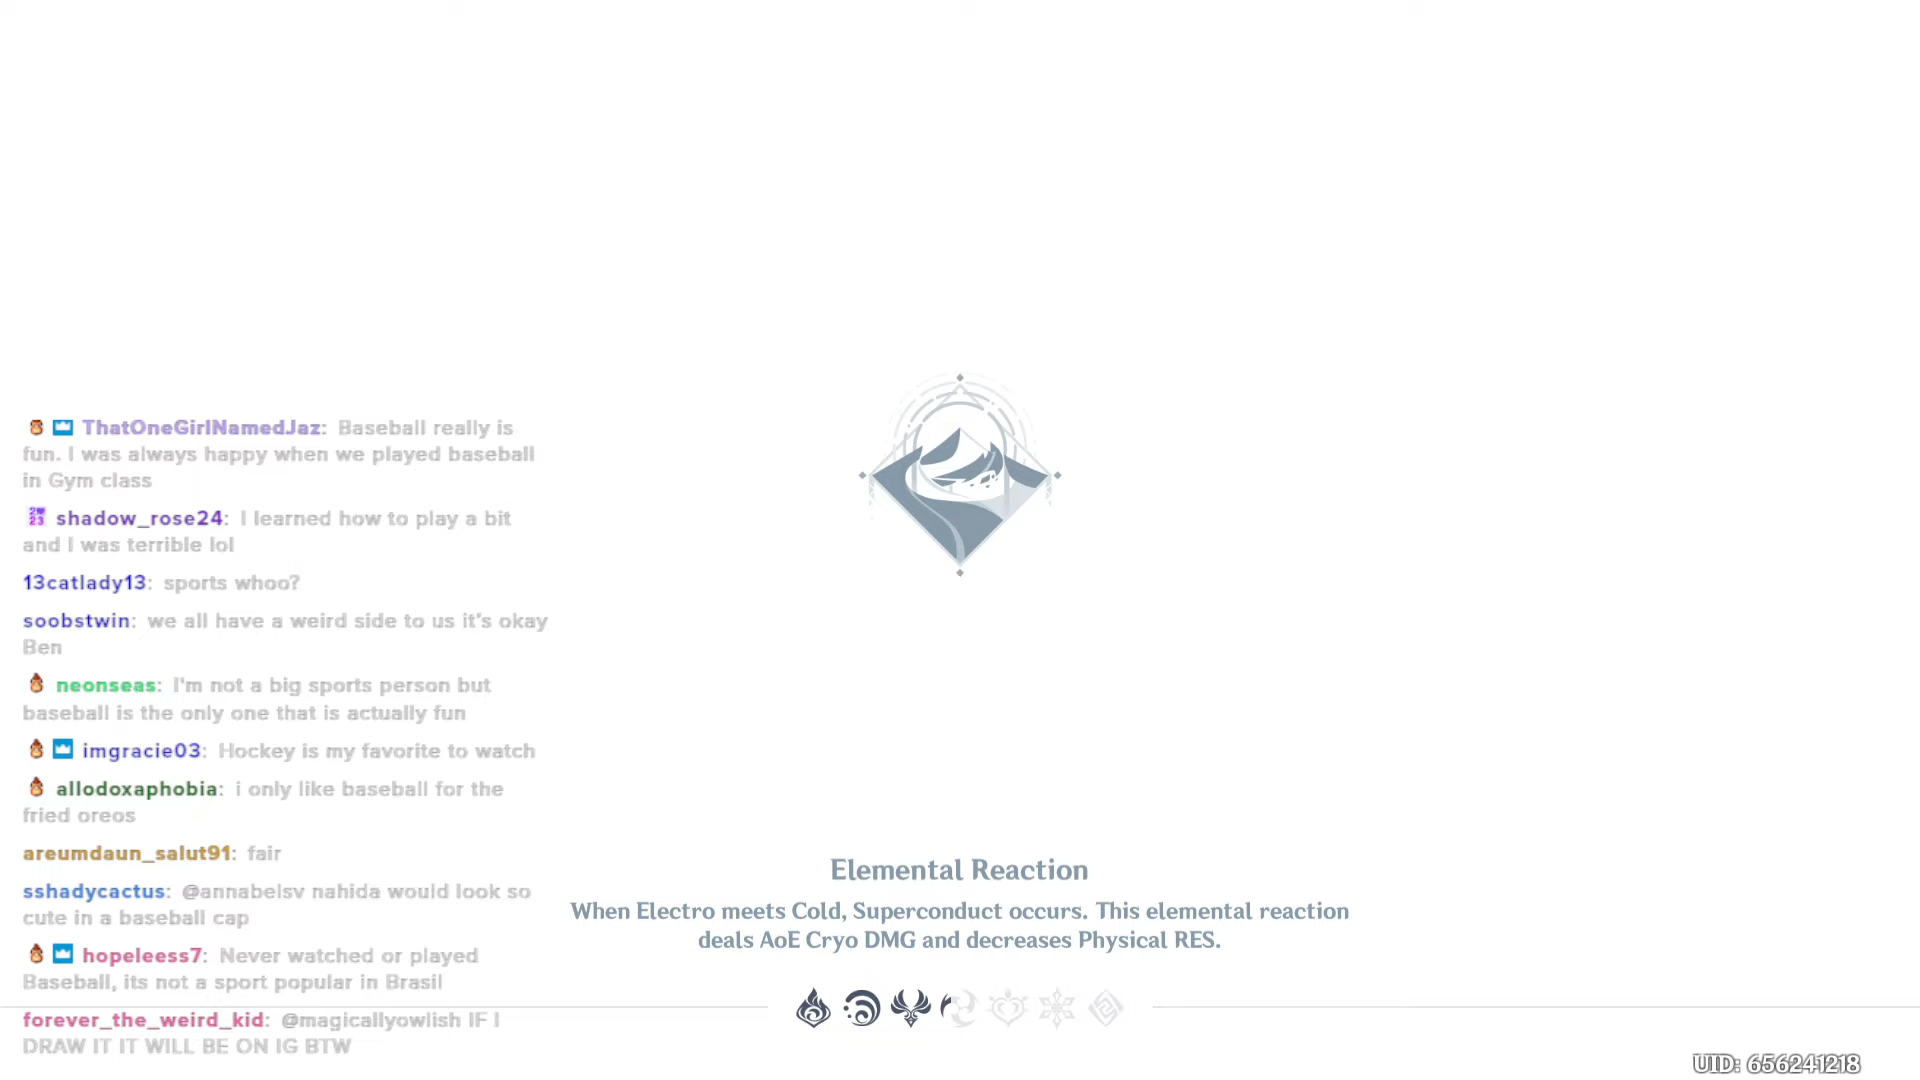 ThatOneGirlNamedJaz: Baseball really is
fun. I was always happy when we played baseball
in Gym class
shadow_rose24: I learned how to play a bit
and I was terrible lol
13catlady13: sports whoo?
soobstwin: we all have a weird side to us it's okay
Ben
neonseas: I'm not a big sports person but
baseball is the only one that is actually fun
imgracie03: Hockey is my favorite to watch
allodoxaphobia: i only like baseball for the
fried oreos
areumdaun_salut91: fair
sshadycactus: @annabelsv nahida would look so
cute in a baseball cap
hopeleess7: Never watched or played
Baseball, its not a sport popular in Brasil
forever_the_weird_kid: @magicallyowlish IF I
DRAW IT IT WILL BE ON IG BTW
Elemental Reaction
When Electro meets Cold, Superconduct occurs. This elemental reaction
deals AoE Cryo DMG and decreases Physical RES.
UID: 656241218